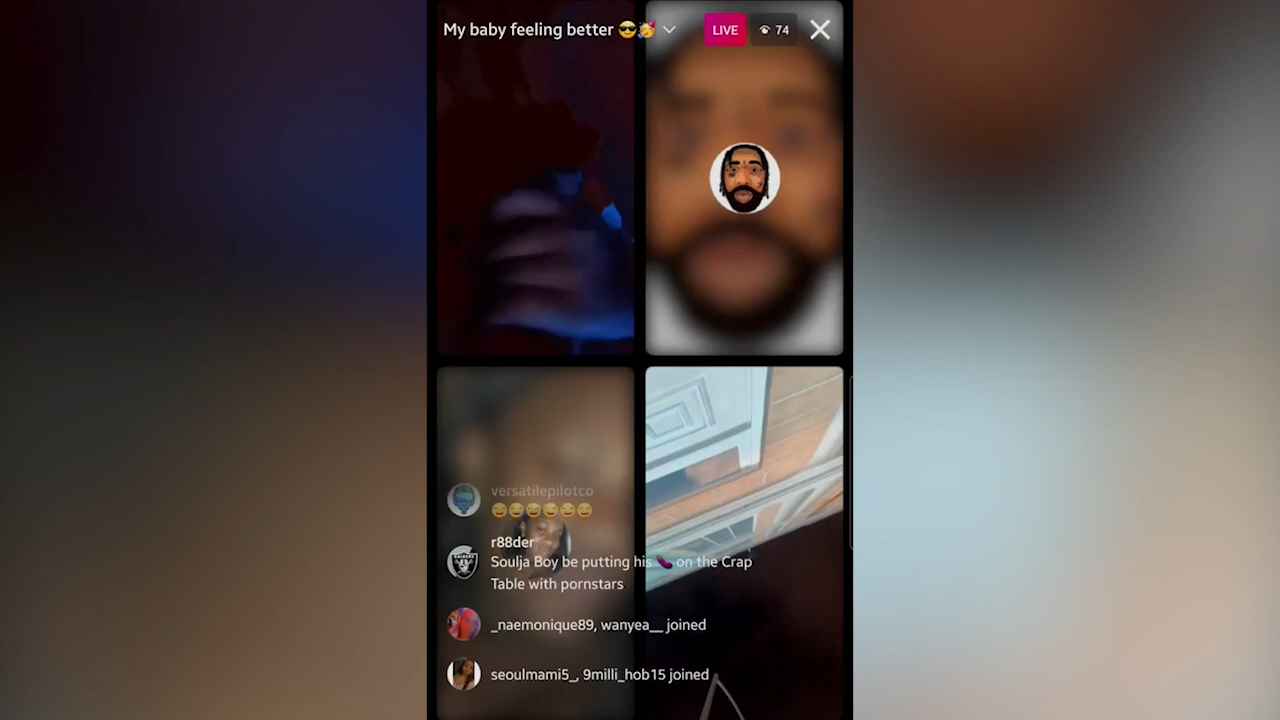 My baby feeling better 😎🥳
LIVE
74
versatilepilotco
😂😂😂😂😂😂
r88der
Soulja Boy be putting his 🍆 on the Crap
Table with pornstars
_naemonique89, wanyea__ joined
seoulmami5_, 9milli_hob15 joined
RAIDERS